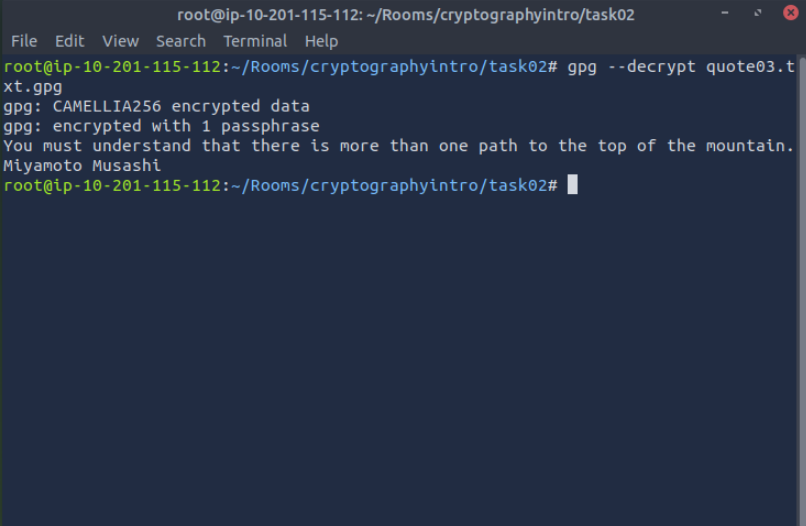 root@ip-10-201-115-112: ~/Rooms/cryptographyintro/task02
File Edit View Search Terminal Help
root@ip-10-201-115-112:~/Rooms/cryptographyintro/task02# gpg --decrypt quote03.t
xt.gpg
gpg: CAMELLIA256 encrypted data
gpg: encrypted with 1 passphrase
You must understand that there is more than one path to the top of the mountain.
Miyamoto Musashi
root@ip-10-201-115-112:~/Rooms/cryptographyintro/task02#